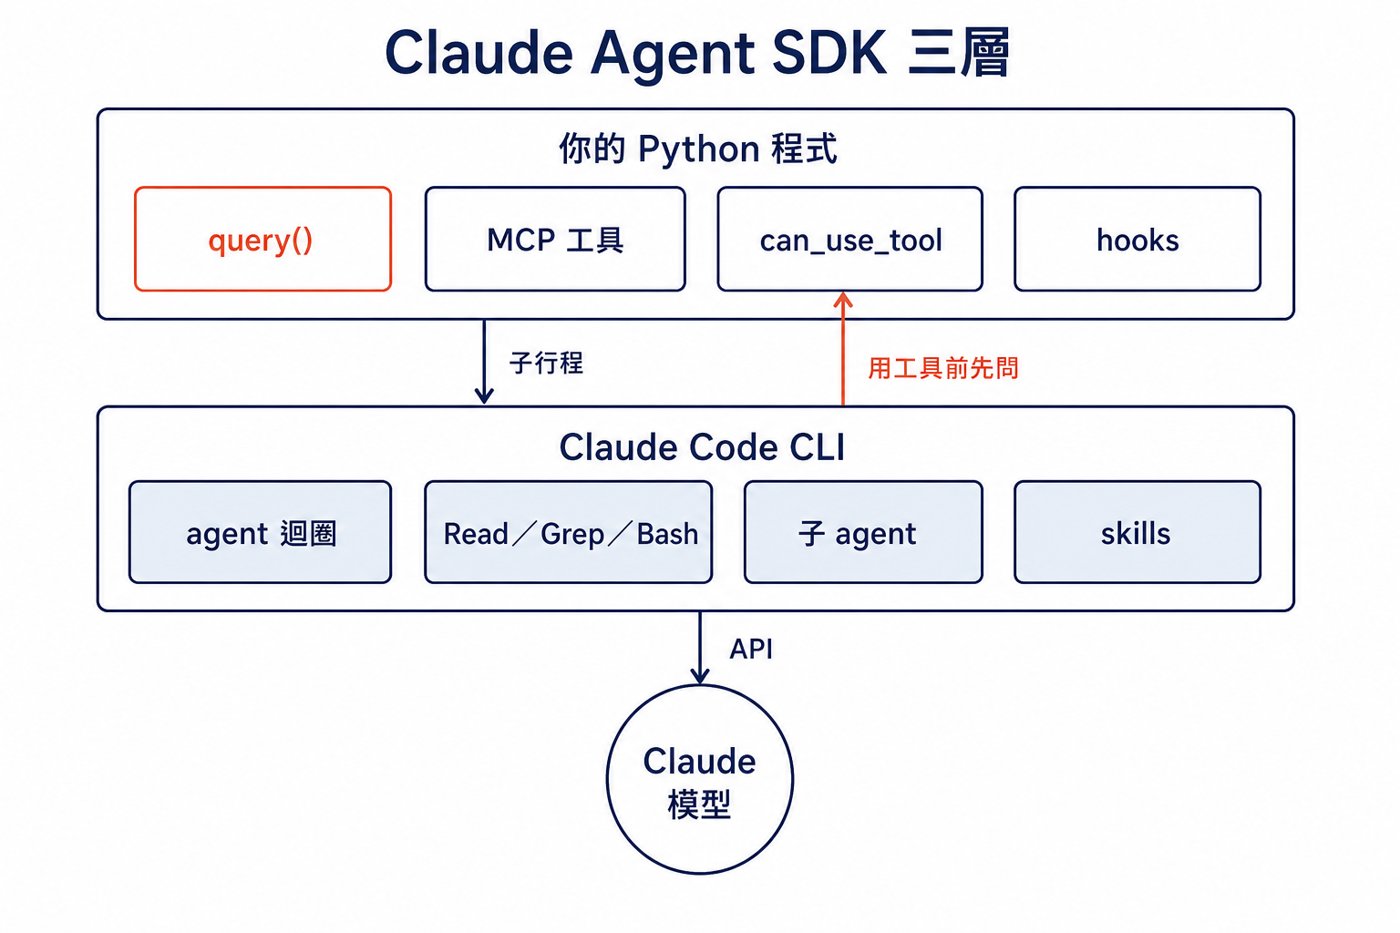 Claude Agent SDK 三層
你的 Python 程式
query()
MCP 工具
can_use_tool
hooks
子行程
用工具前先問
Claude Code CLI
agent 迴圈
Read／Grep／Bash
子 agent
skills
API
Claude
模型